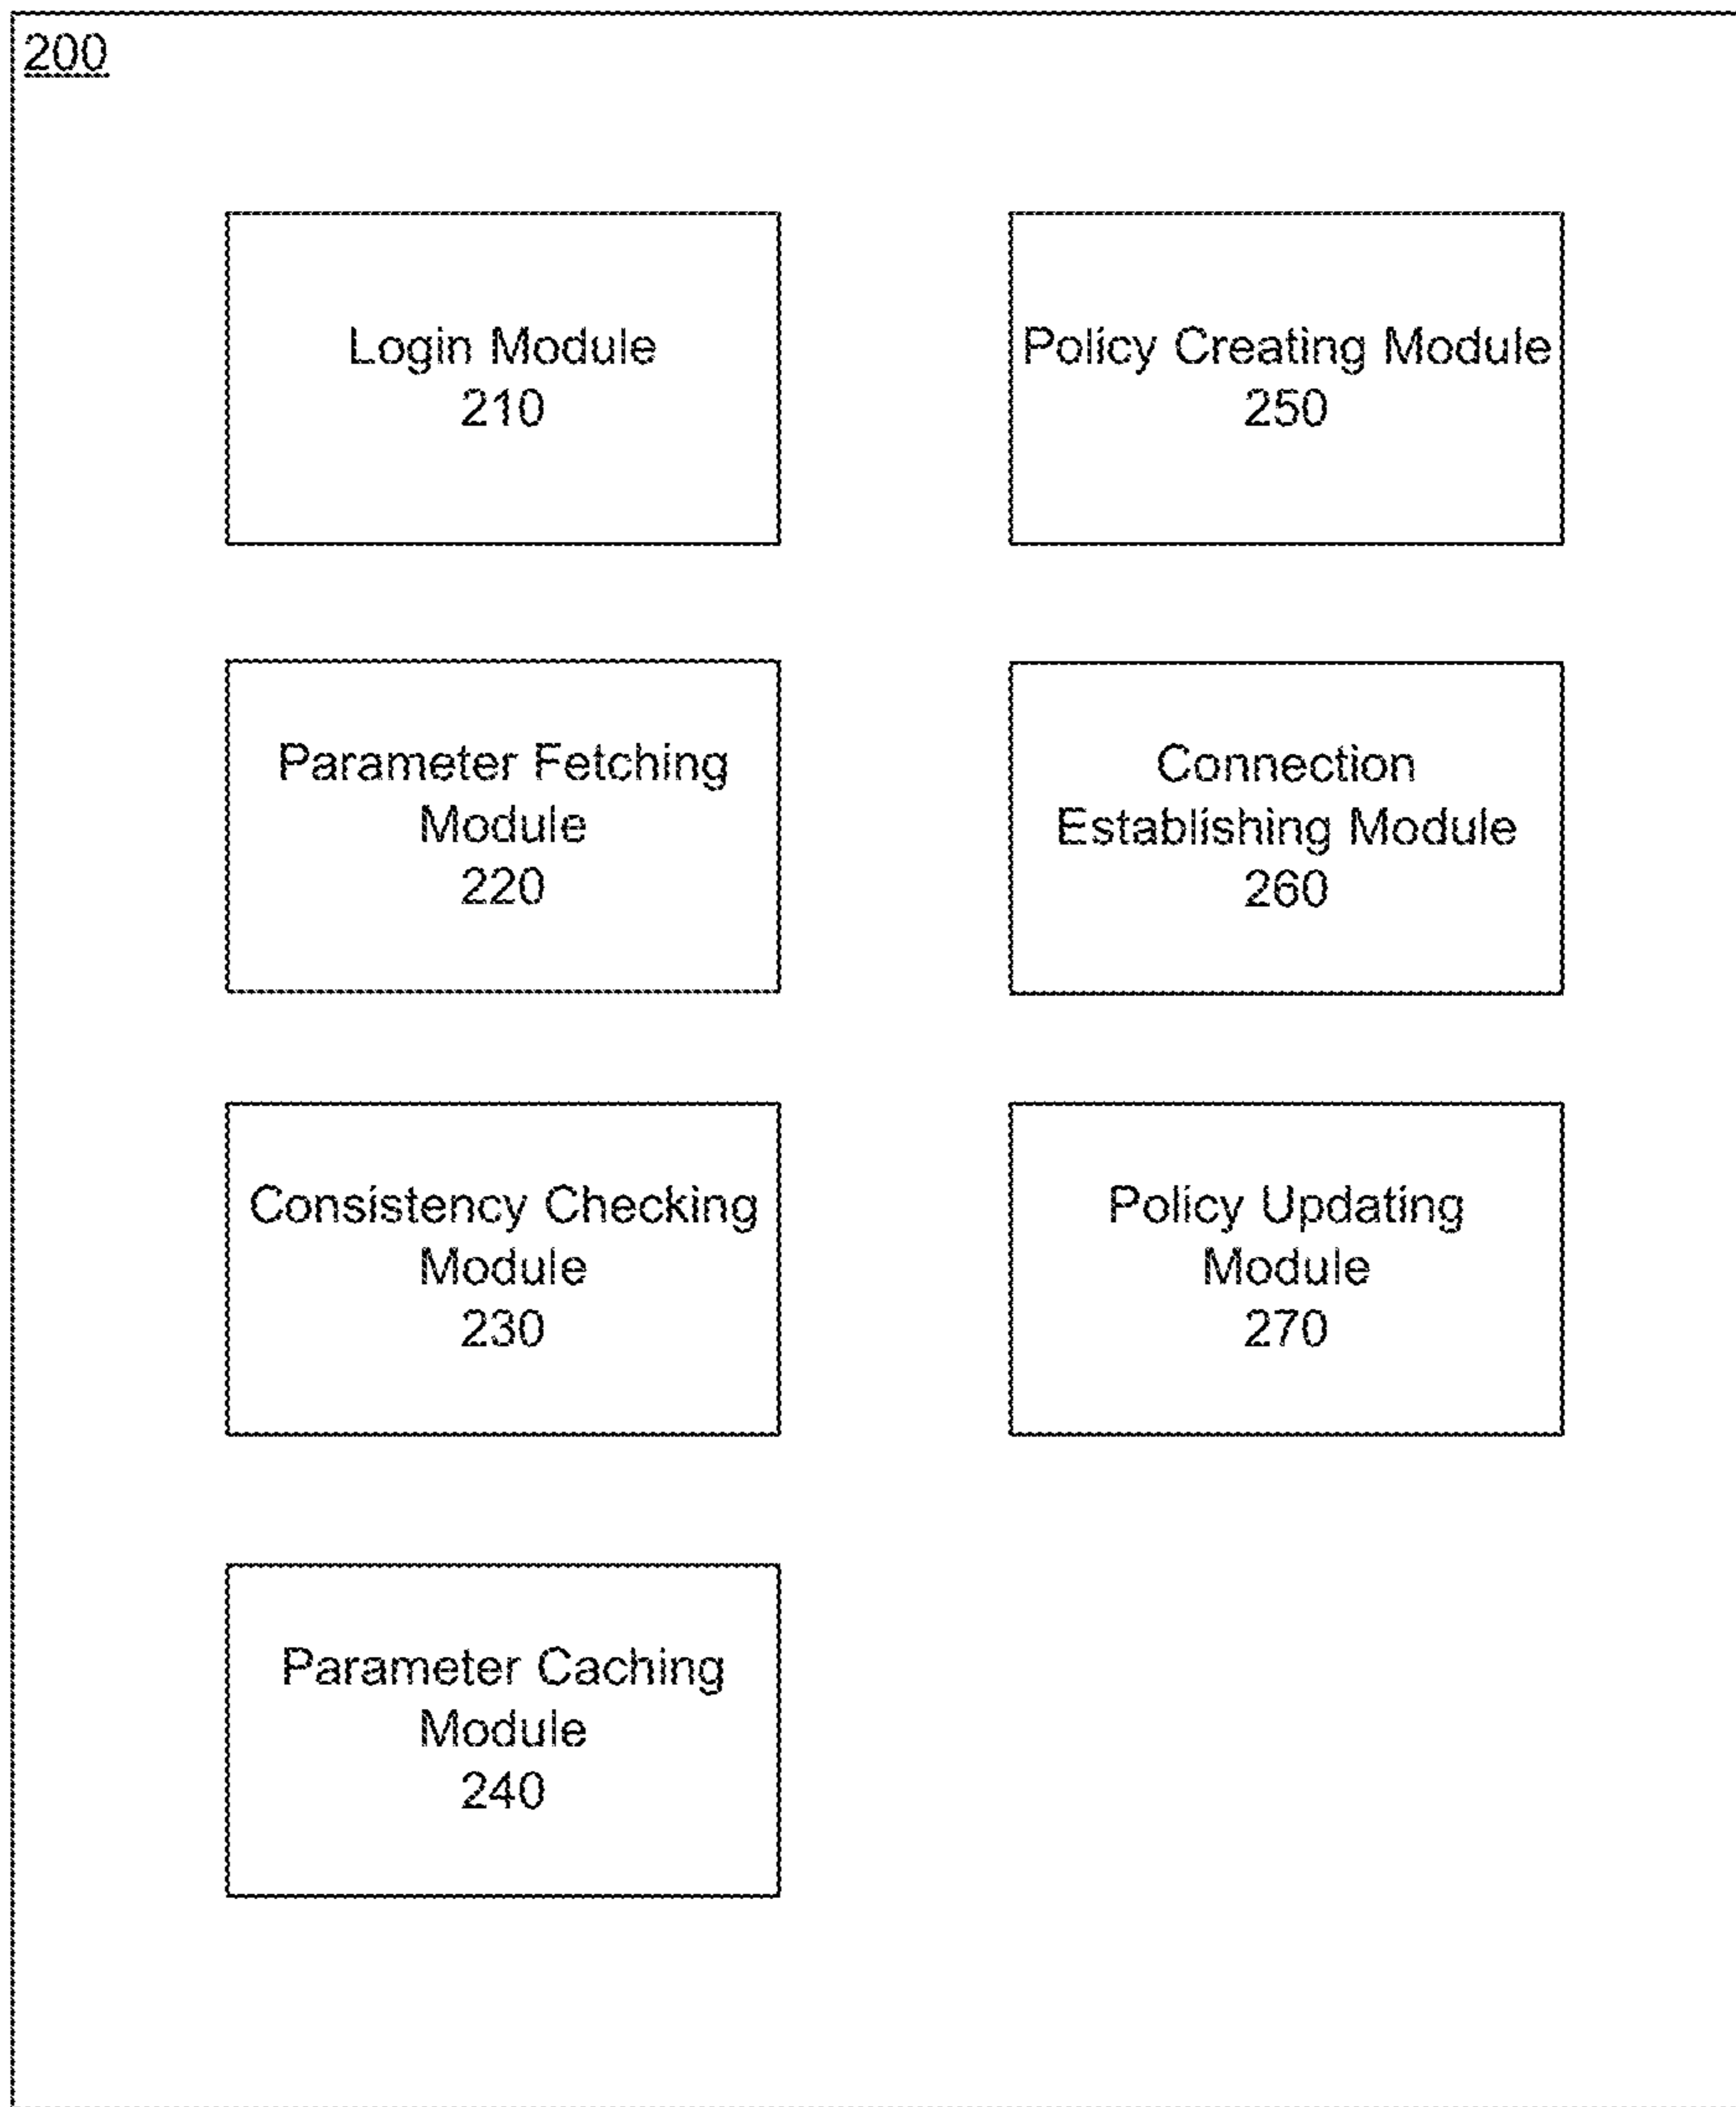 200
Login Module
210
Policy Creating Module
250
Parameter Fetching
Module
220
Connection
Establishing Module
260
Consistency Checking
Module
230
Policy Updating
Module
270
Parameter Caching
Module
240